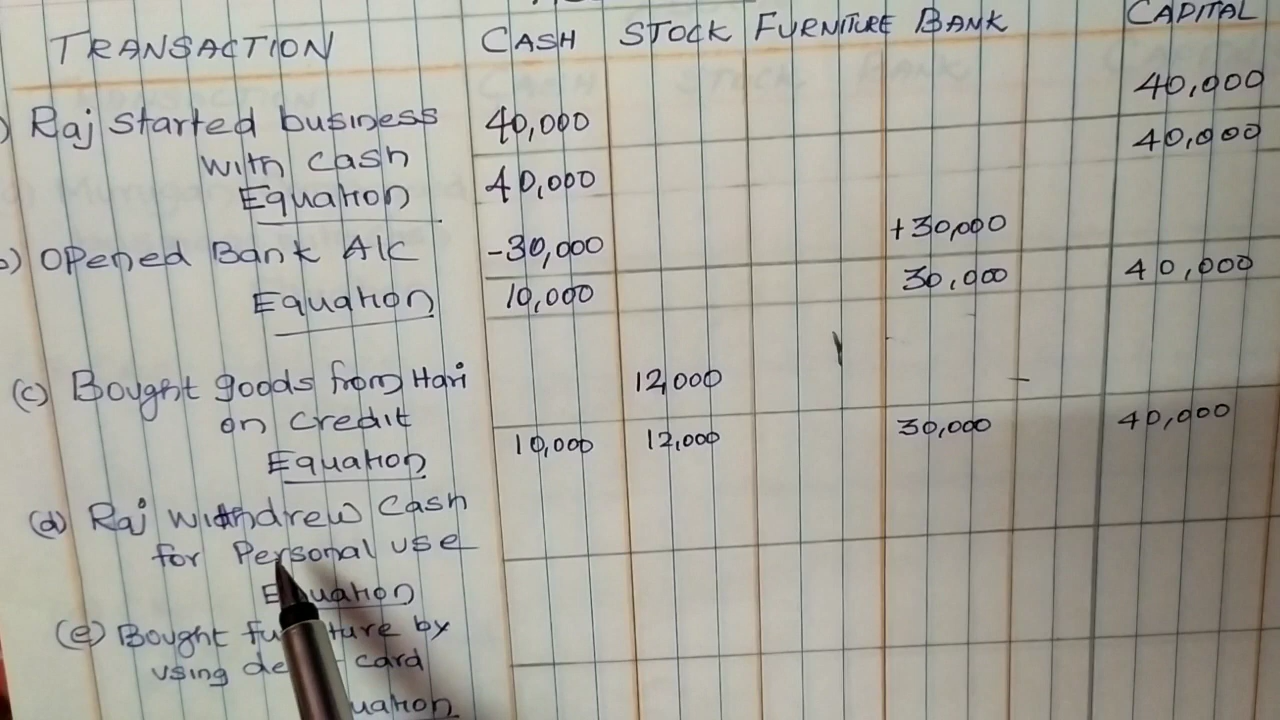 TRANSACTION CASH STOCK FURNITURE BANK CAPITAL
) Raj started business 40,000 40,000
with cash
Equation 40,000 40,000
) Opened Bank A/C -30,000 +30,000
Equation 10,000 30,000 40,000
(c) Bought goods from Hari 12,000 -
on credit
Equation 10,000 12,000 30,000 40,000
(d) Raj withdrew cash
for Personal use
(e) Bought by
using card